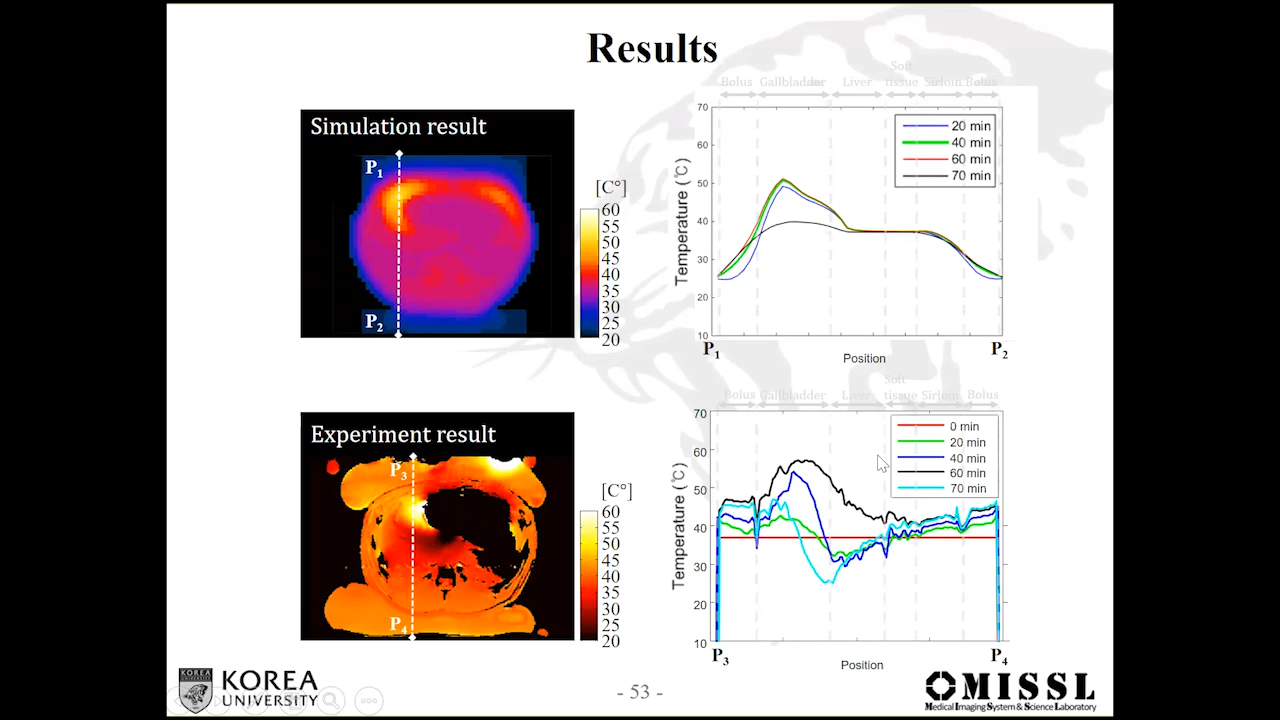 Results
Simulation result
P1
P2
[C°]
60
55
50
45
40
35
30
25
20
Soft
Bolus Gallbladder Liver tissue Sirloin Bolus
70
60
50
40
30
20
10
Temperature (℃)
20 min
40 min
60 min
70 min
P1 Position P2
Experiment result
P3
P4
[C°]
60
55
50
45
40
35
30
25
20
Soft
Bolus Gallbladder Liver tissue Sirloin Bolus
70
60
50
40
30
20
10
Temperature (℃)
0 min
20 min
40 min
60 min
70 min
P3 Position P4
KOREA
KOREA
UNIVERSITY
- 53 -
MISSL
Medical Imaging System & Science Laboratory